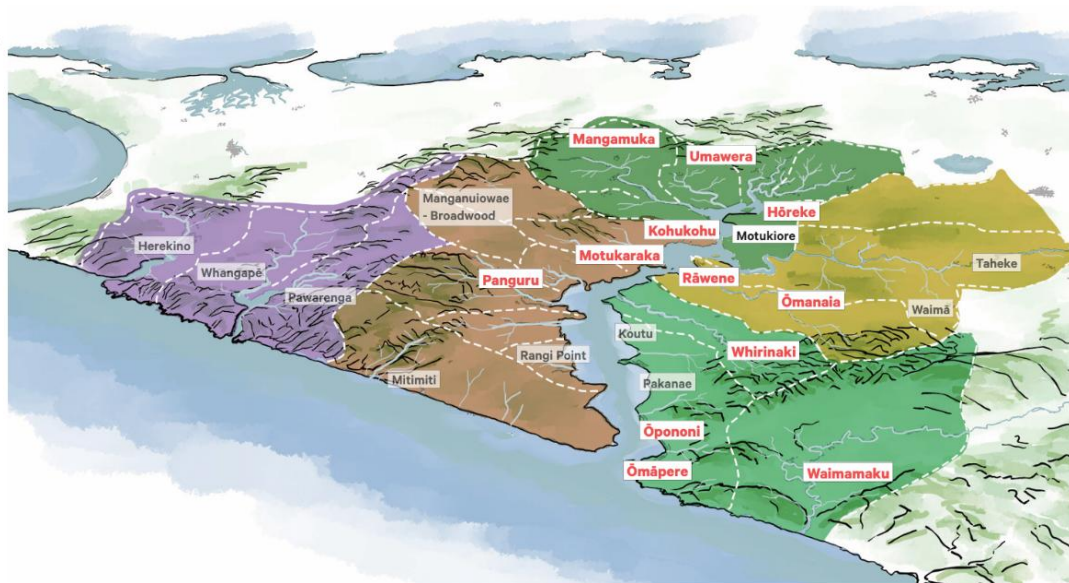 Mangamuka
Umawera
Manganuiowae
- Broadwood
Hōreke
Kohukohu
Motukiore
Herekino
Motukaraka
Taheke
Whangapē
Panguru
Rāwene
Pawarenga
Ōmanaia
Waimā
Koutu
Whirinaki
Rangi Point
Mitimiti
Pakanae
Ōpononi
Ōmāpere
Waimamaku